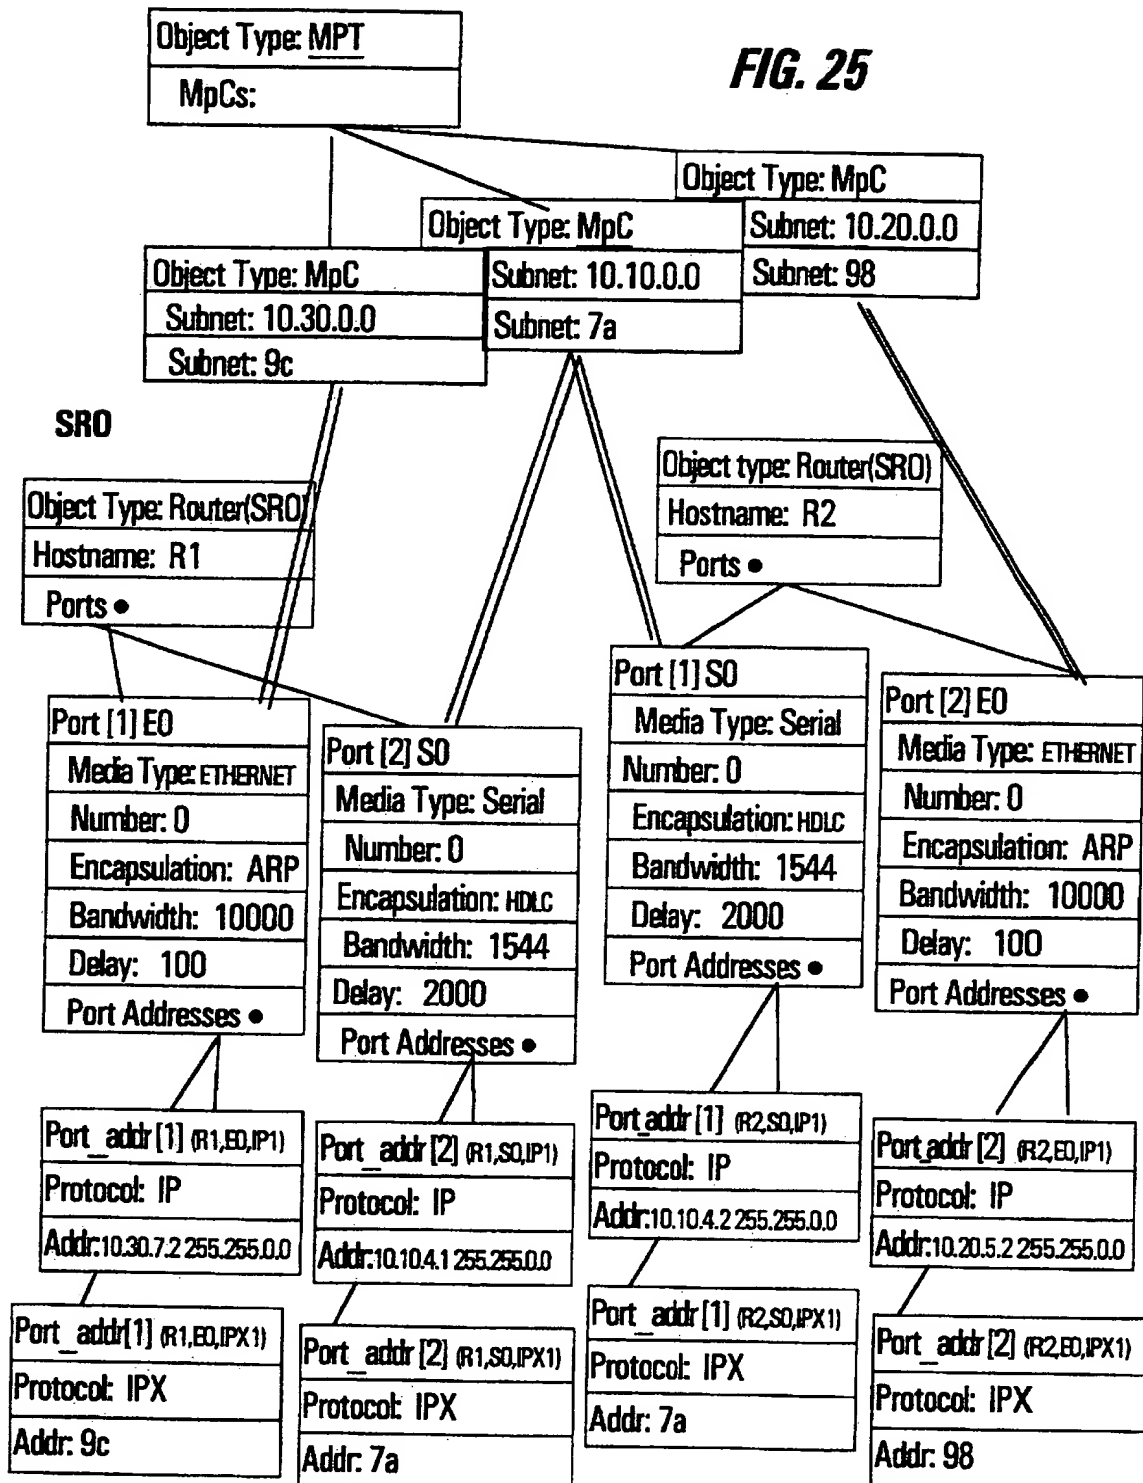 Object Type: MPT
MpCs:
FIG. 25
Object Type: MpC
Subnet: 10.20.0.0
Subnet: 98
Object Type: MpC
Subnet: 10.10.0.0
Subnet: 7a
Object Type: MpC
Subnet: 10.30.0.0
Subnet: 9c
SRO
Object Type: Router(SRO)
Hostname: R1
Ports •
Object type: Router(SRO)
Hostname: R2
Ports •
Port [1] E0
Media Type: ETHERNET
Number: 0
Encapsulation: ARP
Bandwidth: 10000
Delay: 100
Port Addresses •
Port [2] S0
Media Type: Serial
Number: 0
Encapsulation: HDLC
Bandwidth: 1544
Delay: 2000
Port Addresses •
Port [1] S0
Media Type: Serial
Number: 0
Encapsulation: HDLC
Bandwidth: 1544
Delay: 2000
Port Addresses •
Port [2] E0
Media Type: ETHERNET
Number: 0
Encapsulation: ARP
Bandwidth: 10000
Delay: 100
Port Addresses •
Port_addr [1] (R1,E0,IP1)
Protocol: IP
Addr:10.30.7.2 255.255.0.0
Port_addr [2] (R1,S0,IP1)
Protocol: IP
Addr:10.10.4.1 255.255.0.0
Port_addr [1] (R2,S0,IP1)
Protocol: IP
Addr:10.10.4.2 255.255.0.0
Port_addr [2] (R2,E0,IP1)
Protocol: IP
Addr:10.20.5.2 255.255.0.0
Port_addr[1] (R1,E0,IPX1)
Protocol: IPX
Addr: 9c
Port_addr [2] (R1,S0,IPX1)
Protocol: IPX
Addr: 7a
Port_addr [1] (R2,S0,IPX1)
Protocol: IPX
Addr: 7a
Port_addr [2] (R2,E0,IPX1)
Protocol: IPX
Addr: 98